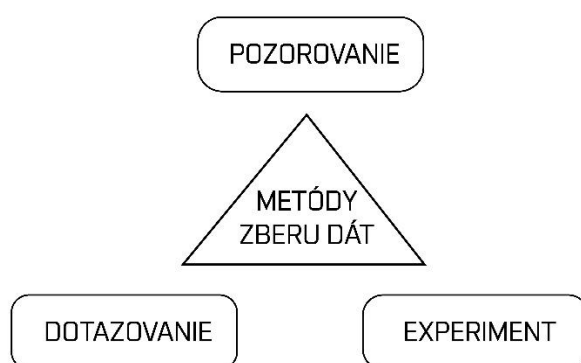 POZOROVANIE
METÓDY
ZBERU DÁT
DOTAZOVANIE
EXPERIMENT